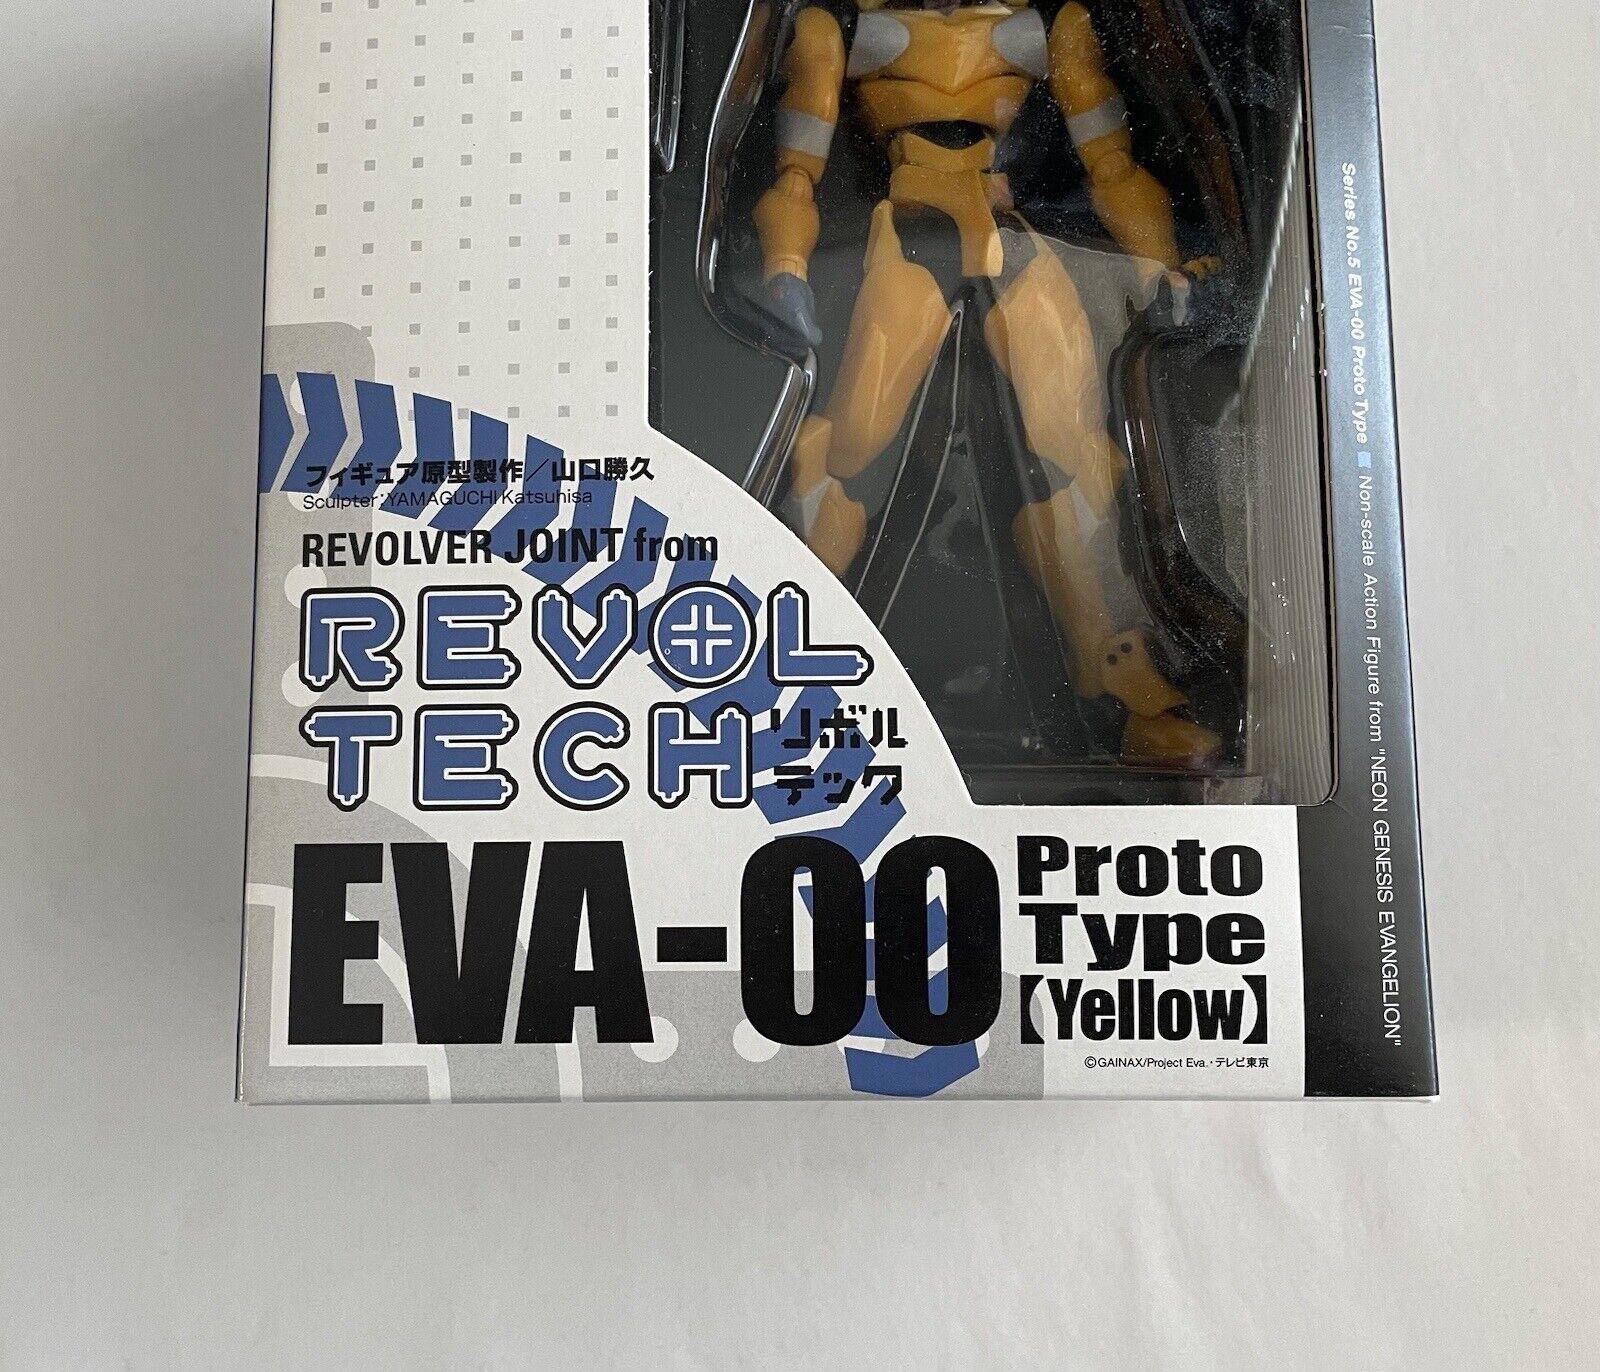 フィギュア原型製作／山口勝久
Sculpter:YAMAGUCHI Katsuhisa
REVOLVER JOINT from
REVOL
TECH
リボル
テック
EVA-00
Proto
Type
【Yellow】
©GAINAX/Project Eva.・テレビ東京
Series No.5 EVA-00 Proto Type ■ Non-scale Action Figure from "NEON GENESIS EVANGELION"